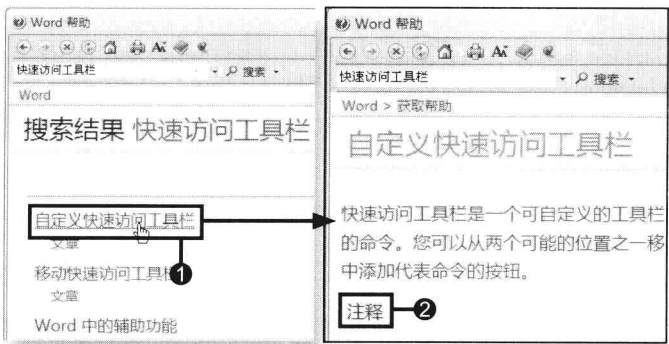 Word 帮助
快速访问工具栏 搜索
Word
搜索结果 快速访问工具栏
自定义快速访问工具栏
文章
移动快速访问工具栏
文章
Word 中的辅助功能
1
Word 帮助
快速访问工具栏 搜索
Word > 获取帮助
自定义快速访问工具栏
快速访问工具栏是一个可自定义的工具栏
的命令。您可以从两个可能的位置之一移
中添加代表命令的按钮。
注释
2